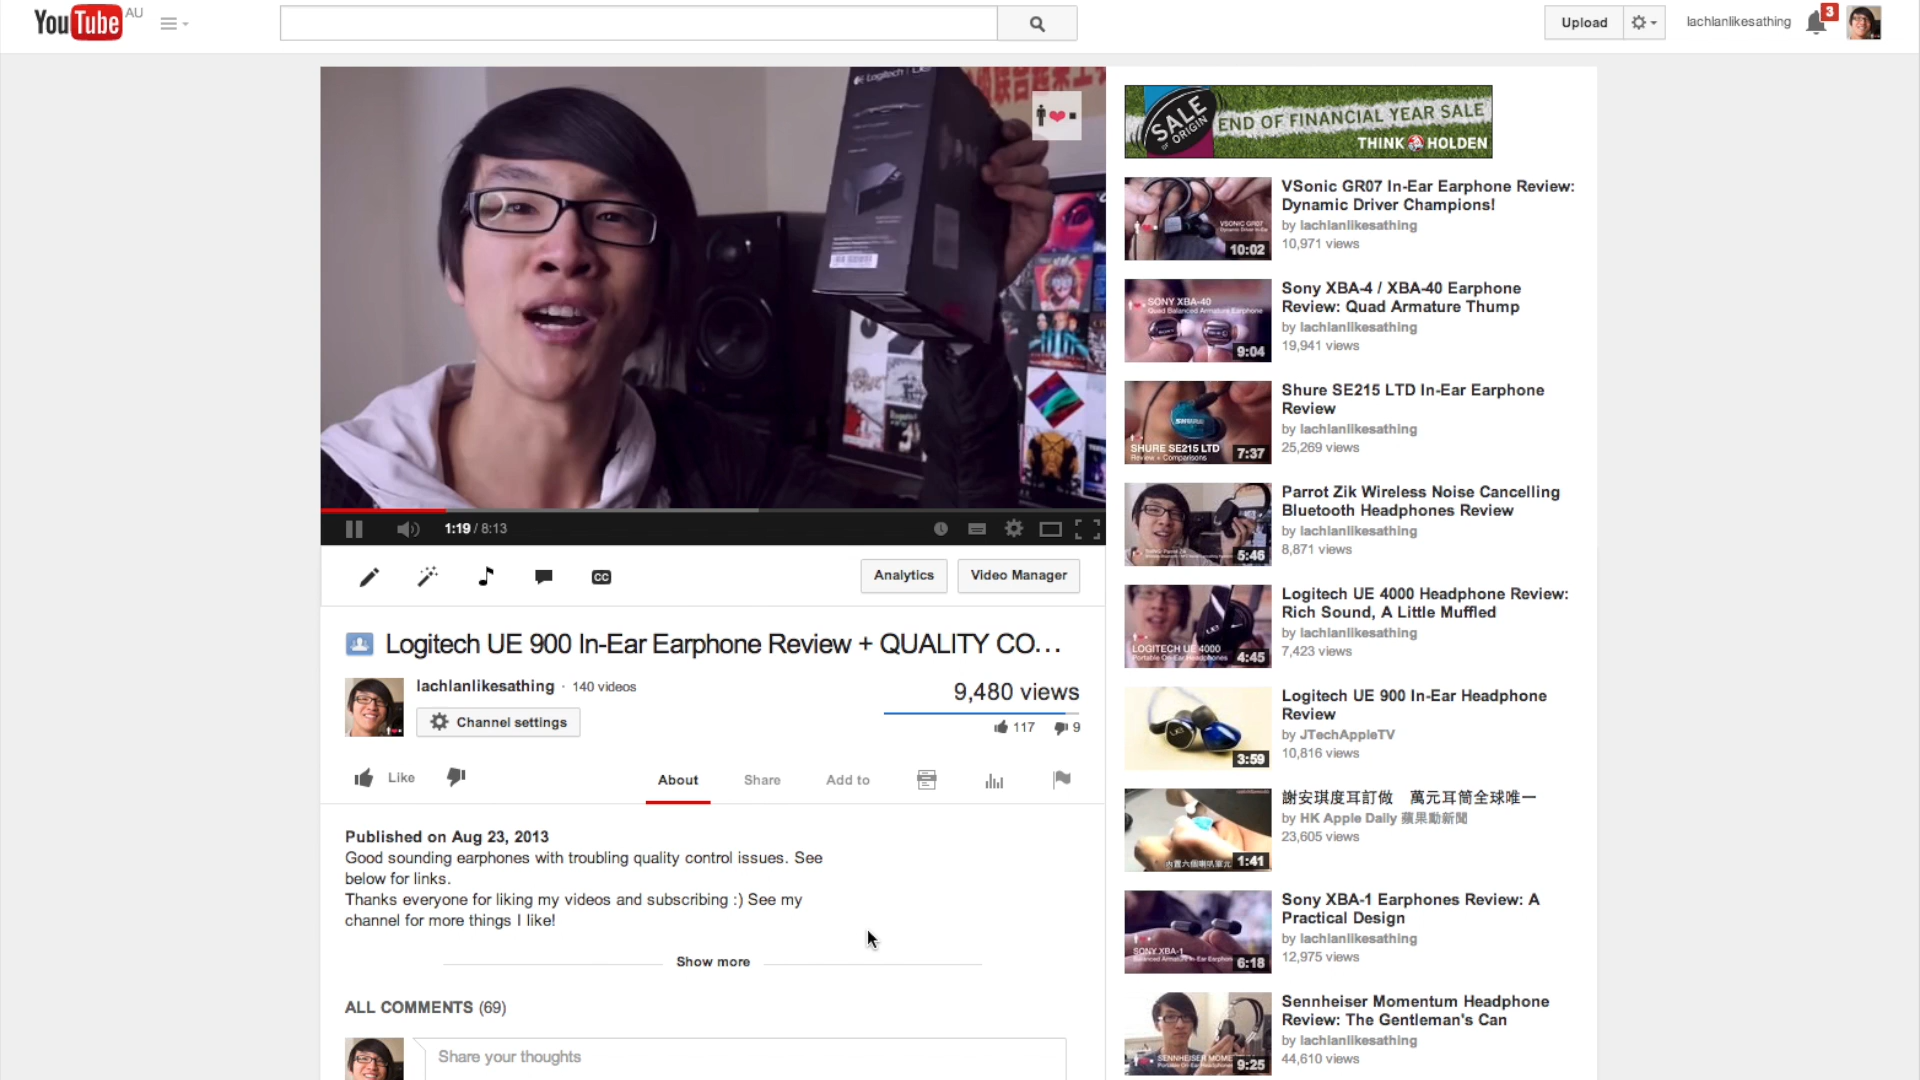 YouTube AU
Upload
lachlanlikesathing
3
Logitech | UE
SALE
OF ORIGIN
END OF FINANCIAL YEAR SALE
THINK HOLDEN
1:19 / 8:13
CC
Analytics
Video Manager
Logitech UE 900 In-Ear Earphone Review + QUALITY CO...
lachlanlikesathing · 140 videos
Channel settings
9,480 views
117
9
Like
About
Share
Add to
Published on Aug 23, 2013
Good sounding earphones with troubling quality control issues. See
below for links.
Thanks everyone for liking my videos and subscribing :) See my
channel for more things I like!
Show more
ALL COMMENTS (69)
Share your thoughts
VSONIC GR07
10:02
VSonic GR07 In-Ear Earphone Review:
Dynamic Driver Champions!
by lachlanlikesathing
10,971 views
SONY XBA-40
Quad Balanced Armature Earphone
9:04
Sony XBA-4 / XBA-40 Earphone
Review: Quad Armature Thump
by lachlanlikesathing
19,941 views
SHURE
SHURE SE215 LTD
Review + Comparisons
7:37
Shure SE215 LTD In-Ear Earphone
Review
by lachlanlikesathing
25,269 views
5:46
Parrot Zik Wireless Noise Cancelling
Bluetooth Headphones Review
by lachlanlikesathing
8,871 views
LOGITECH UE 4000
Portable On-Ear Headphones
4:45
Logitech UE 4000 Headphone Review:
Rich Sound, A Little Muffled
by lachlanlikesathing
7,423 views
UE
3:59
Logitech UE 900 In-Ear Headphone
Review
by JTechAppleTV
10,816 views
內置六個喇叭單元
1:41
謝安琪度耳訂做 萬元耳筒全球唯一
by HK Apple Daily 蘋果動新聞
23,605 views
SONY XBA-1
Balanced Armature In-Ear Earphone
6:18
Sony XBA-1 Earphones Review: A
Practical Design
by lachlanlikesathing
12,975 views
SENNHEISER MOME
Portable On-Ear Headphones
9:25
Sennheiser Momentum Headphone
Review: The Gentleman's Can
by lachlanlikesathing
44,610 views